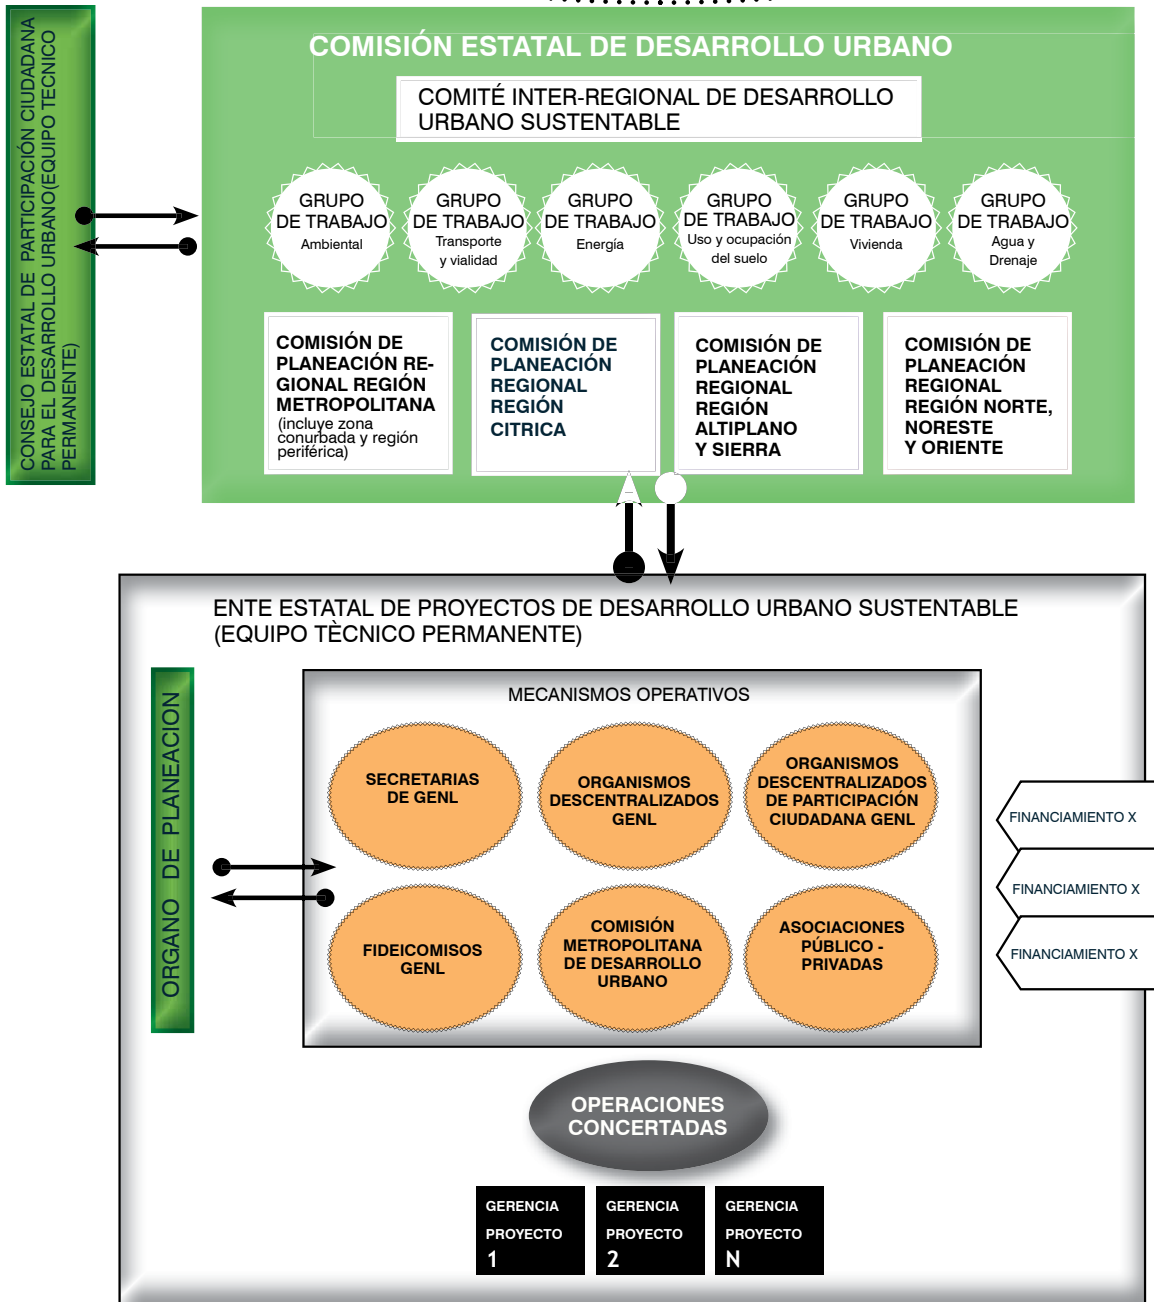 CONSEJO ESTATAL DE PARTICIPACIÓN CIUDADANA
PARA EL DESARROLLO URBANO(EQUIPO TECNICO
PERMANENTE)
COMISIÓN ESTATAL DE DESARROLLO URBANO
COMITÉ INTER-REGIONAL DE DESARROLLO
URBANO SUSTENTABLE
GRUPO
DE TRABAJO
Ambiental
GRUPO
DE TRABAJO
Transporte
y vialidad
GRUPO
DE TRABAJO
Energía
GRUPO
DE TRABAJO
Uso y ocupación
del suelo
GRUPO
DE TRABAJO
Vivienda
GRUPO
DE TRABAJO
Agua y
Drenaje
COMISIÓN DE
PLANEACIÓN RE-
GIONAL REGIÓN
METROPOLITANA
(incluye zona
conurbada y región
periférica)
COMISIÓN DE
PLANEACIÓN
REGIONAL
REGIÓN
CITRICA
COMISIÓN DE
PLANEACIÓN
REGIONAL
REGIÓN
ALTIPLANO
Y SIERRA
COMISIÓN DE
PLANEACIÓN
REGIONAL
REGIÓN NORTE,
NORESTE
Y ORIENTE
ENTE ESTATAL DE PROYECTOS DE DESARROLLO URBANO SUSTENTABLE
(EQUIPO TÈCNICO PERMANENTE)
ORGANO DE PLANEACION
MECANISMOS OPERATIVOS
SECRETARIAS
DE GENL
ORGANISMOS
DESCENTRALIZADOS
GENL
ORGANISMOS
DESCENTRALIZADOS
DE PARTICIPACIÓN
CIUDADANA GENL
FIDEICOMISOS
GENL
COMISIÓN
METROPOLITANA
DE DESARROLLO
URBANO
ASOCIACIONES
PÚBLICO -
PRIVADAS
FINANCIAMIENTO X
FINANCIAMIENTO X
FINANCIAMIENTO X
OPERACIONES
CONCERTADAS
GERENCIA
PROYECTO
1
GERENCIA
PROYECTO
2
GERENCIA
PROYECTO
N